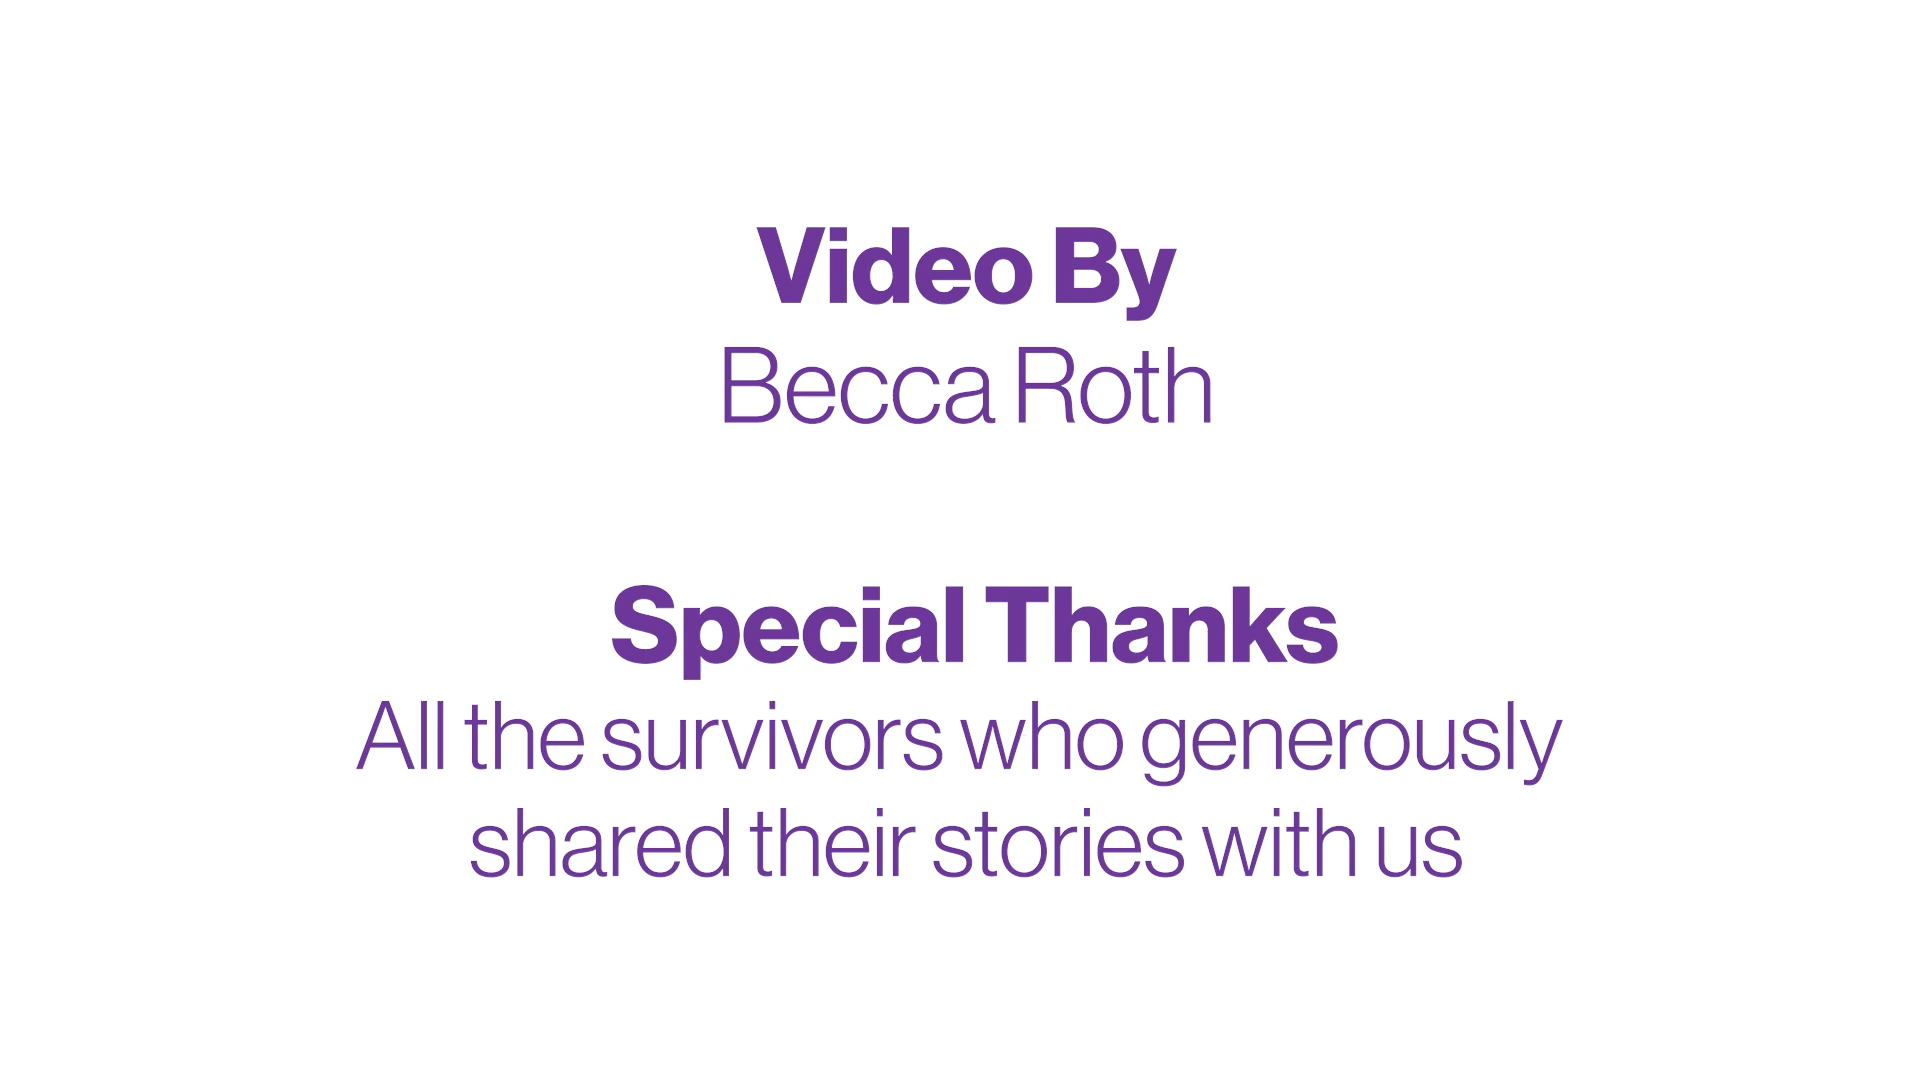 Video By
Becca Roth
Special Thanks
All the survivors who generously
shared their stories with us